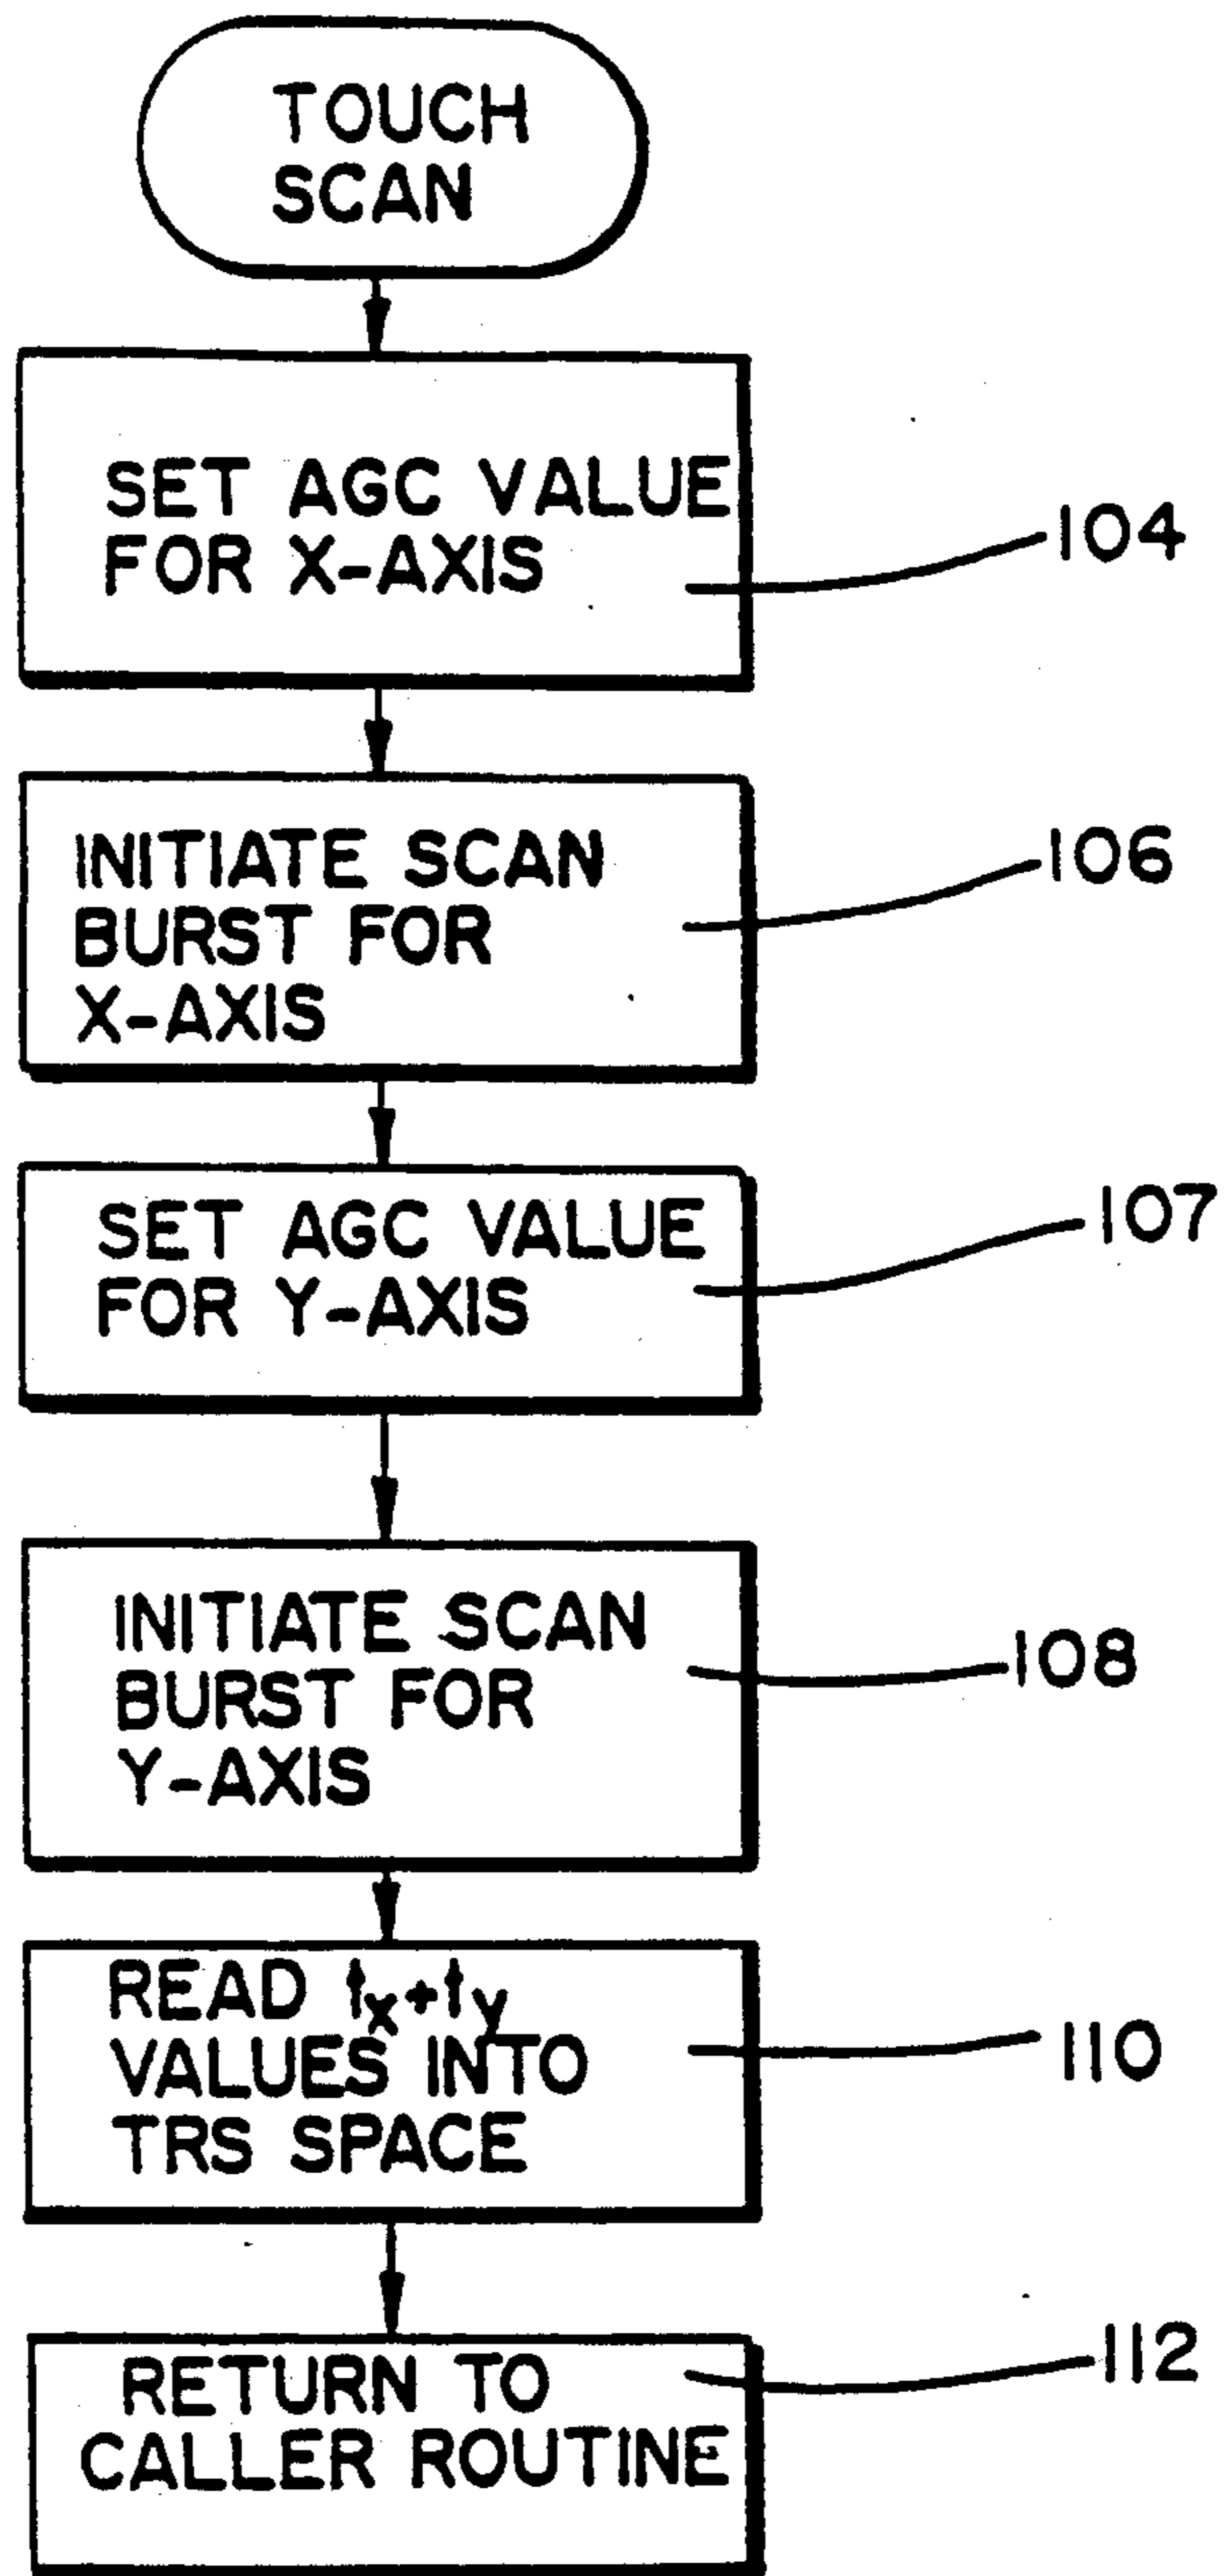 TOUCH
SCAN
SET AGC VALUE
FOR X-AXIS
104
INITIATE SCAN
BURST FOR
X-AXIS
106
SET AGC VALUE
FOR Y-AXIS
107
INITIATE SCAN
BURST FOR
Y-AXIS
108
READ tx+ty
VALUES INTO
TRS SPACE
110
RETURN TO
CALLER ROUTINE
112